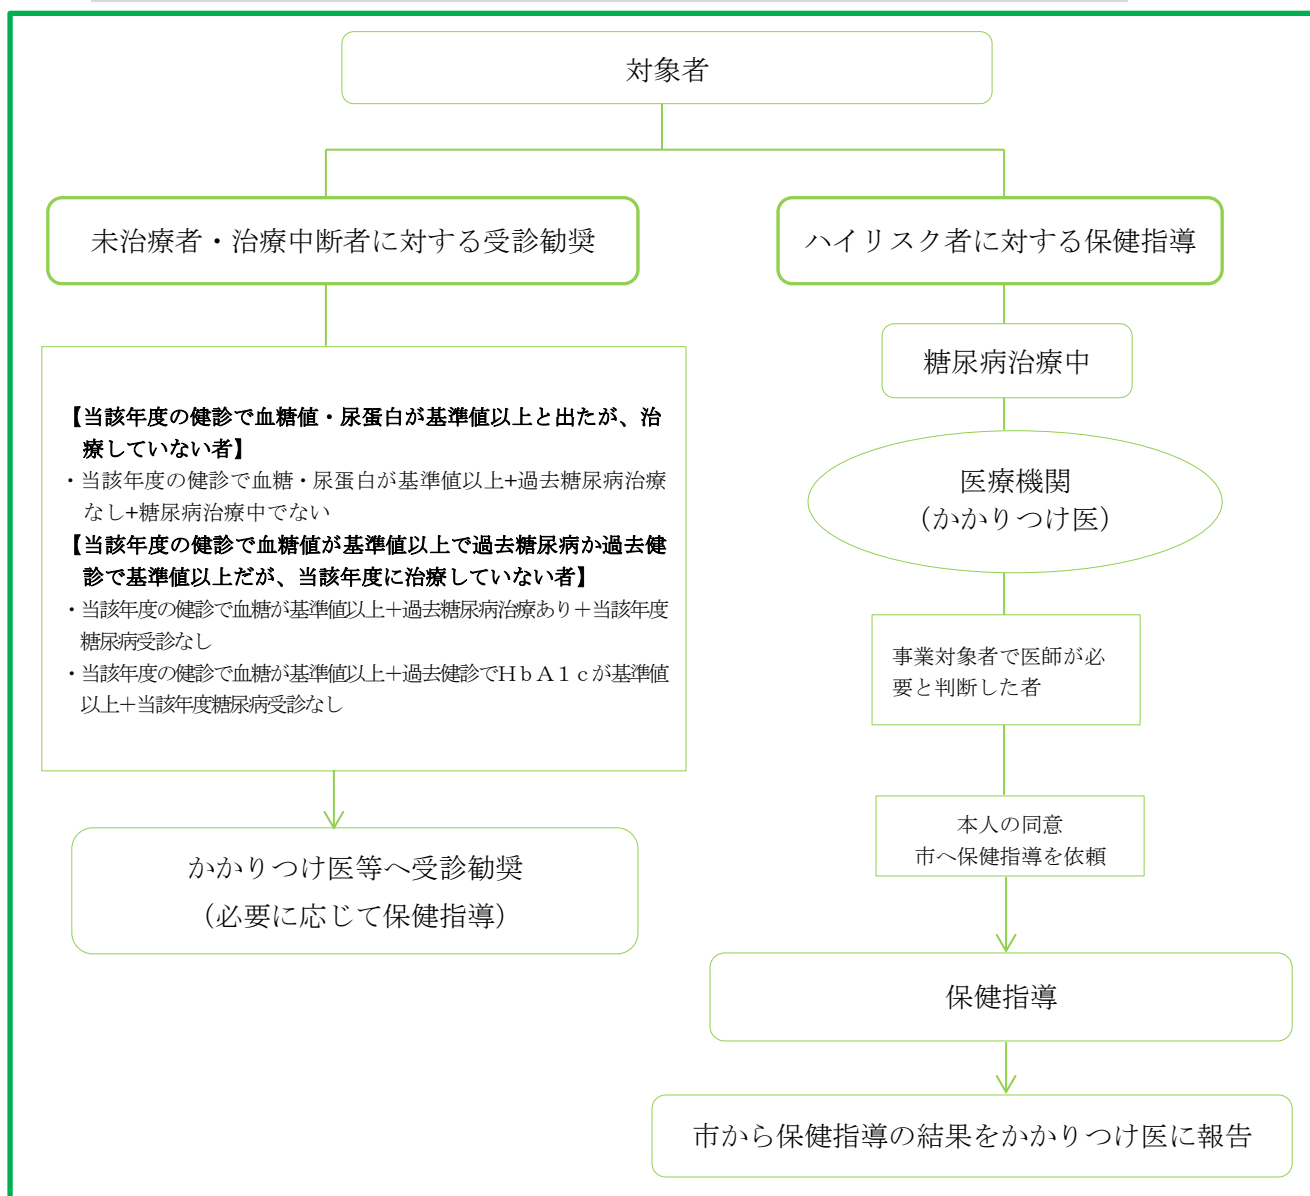 対象者
未治療者・治療中断者に対する受診勧奨
【当該年度の健診で血糖値・尿蛋白が基準値以上と出たが、治
療していない者】
・当該年度の健診で血糖・尿蛋白が基準値以上+過去糖尿病治療
なし+糖尿病治療中でない
【当該年度の健診で血糖値が基準値以上で過去糖尿病か過去健
診で基準値以上だが、当該年度に治療していない者】
・当該年度の健診で血糖が基準値以上＋過去糖尿病治療あり＋当該年度
糖尿病受診なし
・当該年度の健診で血糖が基準値以上＋過去健診でＨｂＡ１ｃが基準値
以上＋当該年度糖尿病受診なし
かかりつけ医等へ受診勧奨
（必要に応じて保健指導）
ハイリスク者に対する保健指導
糖尿病治療中
医療機関
（かかりつけ医）
事業対象者で医師が必
要と判断した者
本人の同意
市へ保健指導を依頼
保健指導
市から保健指導の結果をかかりつけ医に報告